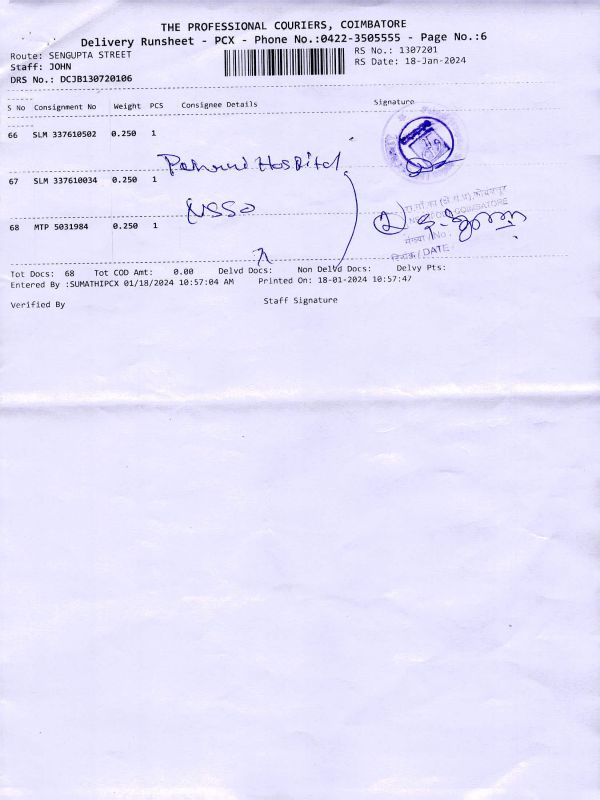 THE PROFESSIONAL COURIERS, COIMBATORE
Delivery Runsheet - PCX - Phone No.:0422-3505555 - Page No.:6
Route: SENGUPTA STREET
RS No.: 1307201
Staff: JOHN
RS Date: 18-Jan-2024
DRS No.: DCJB130720106
S No Consignment No Weight PCS Consignee Details Signature
66 SLM 337610502 0.250 1
Hospital
67 SLM 337610034 0.250 1
NSSO
68 MTP 5031984 0.250 1
COIMBATORE
संख्या / No.
दिनांक / DATE
Tot Docs: 68 Tot COD Amt: 0.00 Delvd Docs: Non Delvd Docs: Delvy Pts:
Entered By :SUMATHIPCX 01/18/2024 10:57:04 AM Printed On: 18-01-2024 10:57:47
Verified By Staff Signature